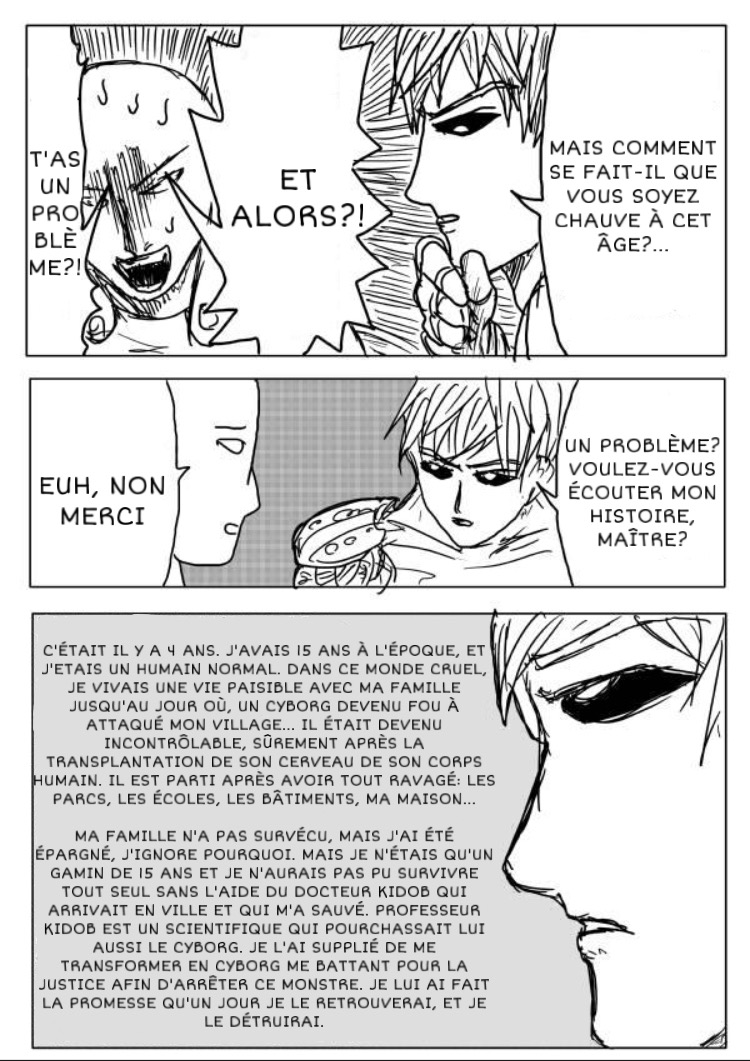 MAIS COMMENT
SE FAIT-IL QUE
VOUS SOYEZ
CHAUVE À CET
ÂGE?...
ET
ALORS?!
T'AS
UN
PRO
BLÈ
ME?!
UN PROBLÈME?
VOULEZ-VOUS
ÉCOUTER MON
HISTOIRE,
MAÎTRE?
EUH, NON
MERCI
C'ÉTAIT IL Y A 4 ANS. J'AVAIS 15 ANS À L'ÉPOQUE, ET
J'ETAIS UN HUMAIN NORMAL. DANS CE MONDE CRUEL,
JE VIVAIS UNE VIE PAISIBLE AVEC MA FAMILLE
JUSQU'AU JOUR OÙ, UN CYBORG DEVENU FOU À
ATTAQUÉ MON VILLAGE... IL ÉTAIT DEVENU
INCONTRÔLABLE, SÛREMENT APRÈS LA
TRANSPLANTATION DE SON CERVEAU DE SON CORPS
HUMAIN. IL EST PARTI APRÈS AVOIR TOUT RAVAGÉ: LES
PARCS, LES ÉCOLES, LES BÂTIMENTS, MA MAISON...
MA FAMILLE N'A PAS SURVÉCU, MAIS J'AI ÉTÉ
ÉPARGNÉ, J'IGNORE POURQUOI. MAIS JE N'ÉTAIS QU'UN
GAMIN DE 15 ANS ET JE N'AURAIS PAS PU SURVIVRE
TOUT SEUL SANS L'AIDE DU DOCTEUR KIDOB QUI
ARRIVAIT EN VILLE ET QUI M'A SAUVÉ. PROFESSEUR
KIDOB EST UN SCIENTIFIQUE QUI POURCHASSAIT LUI
AUSSI LE CYBORG. JE L'AI SUPPLIÉ DE ME
TRANSFORMER EN CYBORG ME BATTANT POUR LA
JUSTICE AFIN D'ARRÊTER CE MONSTRE. JE LUI AI FAIT
LA PROMESSE QU'UN JOUR JE LE RETROUVERAI, ET JE
LE DÉTRUIRAI.